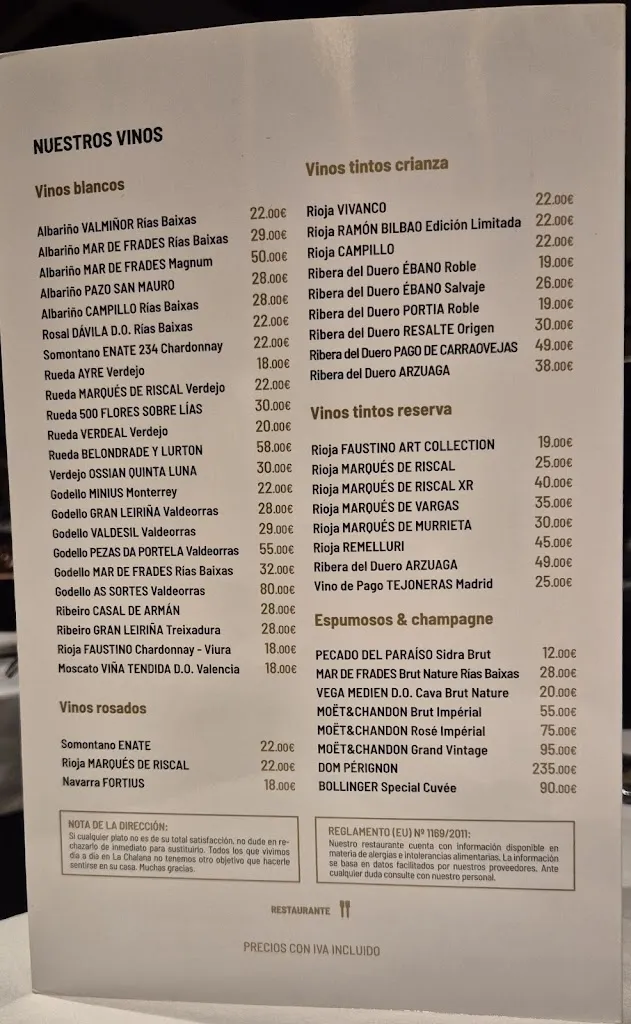 NUESTROS VINOS
Vinos blancos
Albariño VALMIÑOR Rías Baixas 22.00€
Albariño MAR DE FRADES Rías Baixas 29.00€
Albariño MAR DE FRADES Magnum 50.00€
Albariño PAZO SAN MAURO 28.00€
Albariño CAMPILLO Rías Baixas 28.00€
Rosal DÁVILA D.O. Rías Baixas 22.00€
Somontano ENATE 234 Chardonnay 22.00€
Rueda AYRE Verdejo 18.00€
Rueda MARQUÉS DE RISCAL Verdejo 22.00€
Rueda 500 FLORES SOBRE LÍAS 30.00€
Rueda VERDEAL Verdejo 20.00€
Rueda BELONDRADE Y LURTON 58.00€
Verdejo OSSIAN QUINTA LUNA 30.00€
Godello MINIUS Monterrey 22.00€
Godello GRAN LEIRIÑA Valdeorras 28.00€
Godello VALDESIL Valdeorras 29.00€
Godello PEZAS DA PORTELA Valdeorras 55.00€
Godello MAR DE FRADES Rías Baixas 32.00€
Godello AS SORTES Valdeorras 80.00€
Ribeiro CASAL DE ARMÁN 28.00€
Ribeiro GRAN LEIRIÑA Treixadura 28.00€
Rioja FAUSTINO Chardonnay - Viura 18.00€
Moscato VIÑA TENDIDA D.O. Valencia 18.00€
Vinos rosados
Somontano ENATE 22.00€
Rioja MARQUÉS DE RISCAL 22.00€
Navarra FORTIUS 18.00€
NOTA DE LA DIRECCIÓN:
Si cualquier plato no es de su total satisfacción, no dude en re-
chazarlo de inmediato para sustituirlo. Todos los que vivimos
día a día en La Chalana no tenemos otro objetivo que hacerle
sentirse en su casa. Muchas gracias.
Vinos tintos crianza
Rioja VIVANCO 22.00€
Rioja RAMÓN BILBAO Edición Limitada 22.00€
Rioja CAMPILLO 22.00€
Ribera del Duero ÉBANO Roble 19.00€
Ribera del Duero ÉBANO Salvaje 26.00€
Ribera del Duero PORTIA Roble 19.00€
Ribera del Duero RESALTE Origen 30.00€
Ribera del Duero PAGO DE CARRAOVEJAS 49.00€
Ribera del Duero ARZUAGA 38.00€
Vinos tintos reserva
Rioja FAUSTINO ART COLLECTION 19.00€
Rioja MARQUÉS DE RISCAL 25.00€
Rioja MARQUÉS DE RISCAL XR 40.00€
Rioja MARQUÉS DE VARGAS 35.00€
Rioja MARQUÉS DE MURRIETA 30.00€
Rioja REMELLURI 45.00€
Ribera del Duero ARZUAGA 49.00€
Vino de Pago TEJONERAS Madrid 25.00€
Espumosos & champagne
PECADO DEL PARAÍSO Sidra Brut 12.00€
MAR DE FRADES Brut Nature Rías Baixas 28.00€
VEGA MEDIEN D.O. Cava Brut Nature 20.00€
MOËT&CHANDON Brut Impérial 55.00€
MOËT&CHANDON Rosé Impérial 75.00€
MOËT&CHANDON Grand Vintage 95.00€
DOM PÉRIGNON 235.00€
BOLLINGER Special Cuvée 90.00€
REGLAMENTO (EU) Nº 1169/2011:
Nuestro restaurante cuenta con información disponible en
materia de alergias e intolerancias alimentarias. La información
se basa en datos facilitados por nuestros proveedores. Ante
cualquier duda consulte con nuestro personal.
RESTAURANTE
PRECIOS CON IVA INCLUIDO